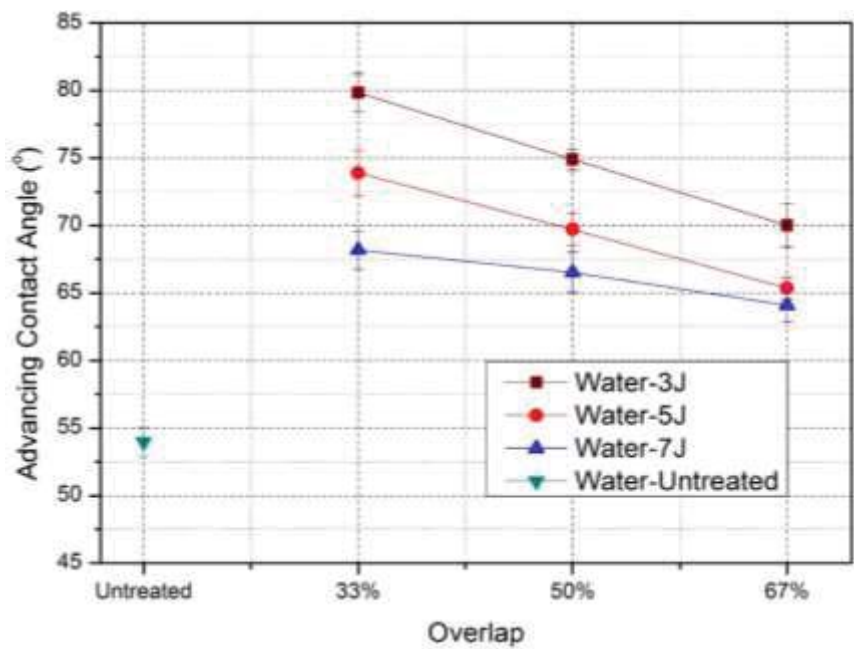 85
80
75
70
65
60
55
50
45
Advancing Contact Angle (°)
Water-3J
Water-5J
Water-7J
Water-Untreated
Untreated 33% 50% 67%
Overlap